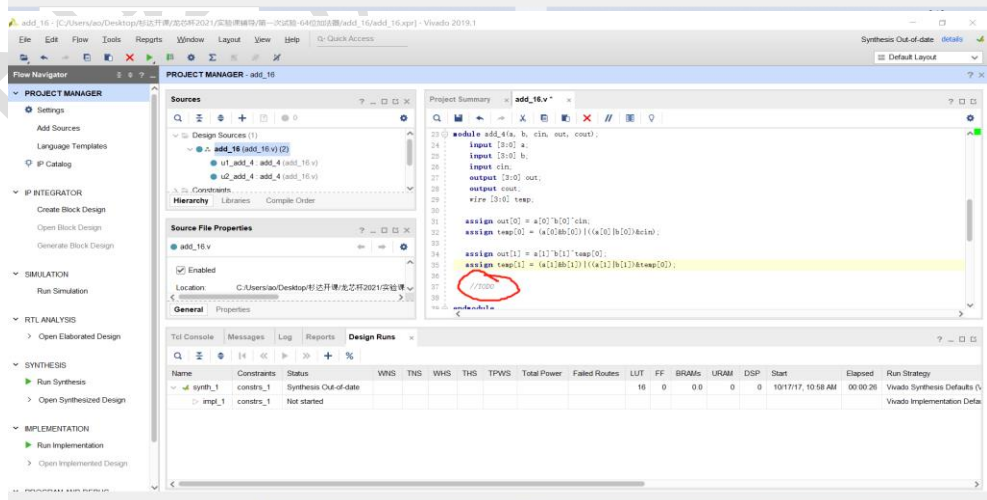 add_16 - [C:/Users/ao/Desktop/杉达开课/龙芯杯2021/实验课辅导/第一次试验-64位加法器/add_16/add_16.xpr] - Vivado 2019.1
File Edit Flow Tools Reports Window Layout View Help Q- Quick Access
Synthesis Out-of-date details
Default Layout
Flow Navigator
PROJECT MANAGER - add_16
PROJECT MANAGER
Settings
Add Sources
Language Templates
IP Catalog
IP INTEGRATOR
Create Block Design
Open Block Design
Generate Block Design
SIMULATION
Run Simulation
RTL ANALYSIS
Open Elaborated Design
SYNTHESIS
Run Synthesis
Open Synthesized Design
IMPLEMENTATION
Run Implementation
Open Implemented Design
PROGRAM AND DEBUG
Sources
Design Sources (1)
add_16 (add_16.v) (2)
u1_add_4 : add_4 (add_16.v)
u2_add_4 : add_4 (add_16.v)
Constraints
Hierarchy Libraries Compile Order
Source File Properties
add_16.v
Enabled
Location: C:/Users/ao/Desktop/杉达开课/龙芯杯2021/实验课
General Properties
Project Summary add_16.v *
23 module add_4(a, b, cin, out, cout);
24 input [3:0] a;
25 input [3:0] b;
26 input cin;
27 output [3:0] out;
28 output cout;
29 wire [3:0] temp;
30
31 assign out[0] = a[0]^b[0]^cin;
32 assign temp[0] = (a[0]&b[0])|((a[0]|b[0])&cin);
33
34 assign out[1] = a[1]^b[1]^temp[0];
35 assign temp[1] = (a[1]&b[1])|((a[1]|b[1])&temp[0]);
36
37 //TODO
38
39 endmodule
Tcl Console Messages Log Reports Design Runs
Name Constraints Status WNS TNS WHS THS TPWS Total Power Failed Routes LUT FF BRAMs URAM DSP Start Elapsed Run Strategy
synth_1 constrs_1 Synthesis Out-of-date 16 0 0.0 0 0 10/17/17, 10:58 AM 00:00:26 Vivado Synthesis Defaults (V
impl_1 constrs_1 Not started Vivado Implementation Defau